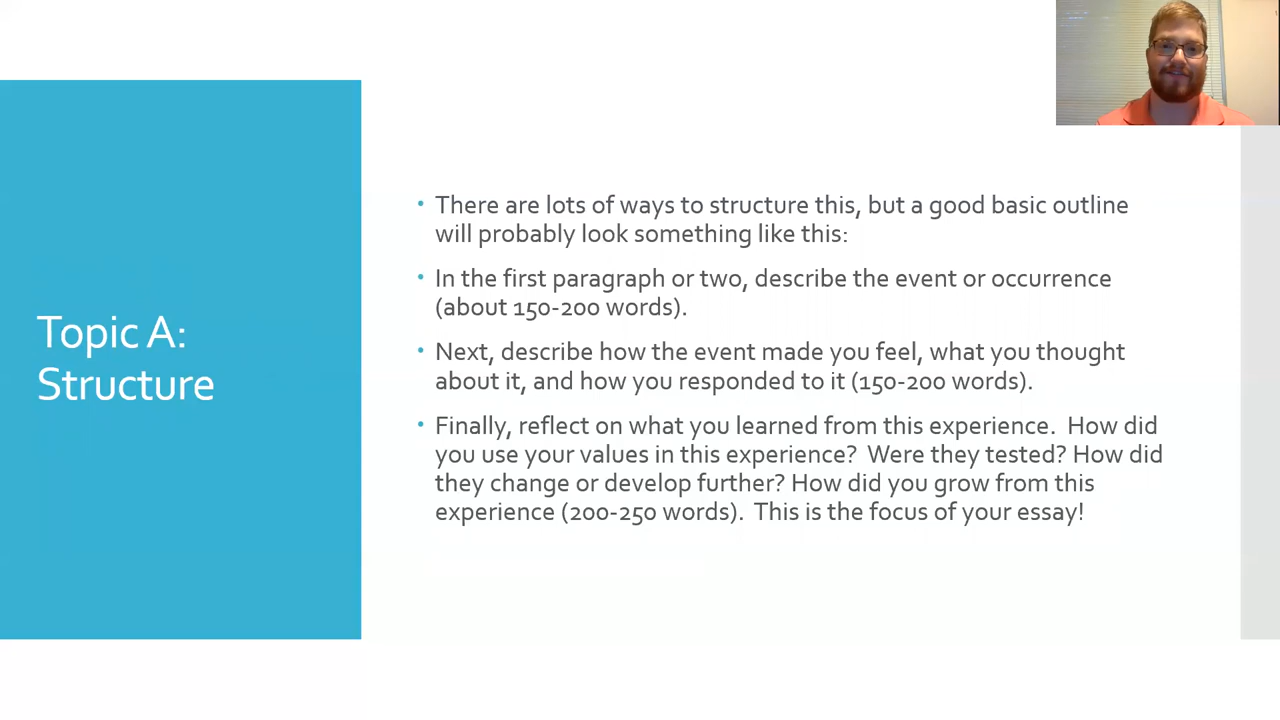 Topic A:
Structure
• There are lots of ways to structure this, but a good basic outline
will probably look something like this:
• In the first paragraph or two, describe the event or occurrence
(about 150-200 words).
• Next, describe how the event made you feel, what you thought
about it, and how you responded to it (150-200 words).
• Finally, reflect on what you learned from this experience.  How did
you use your values in this experience?  Were they tested? How did
they change or develop further? How did you grow from this
experience (200-250 words).  This is the focus of your essay!